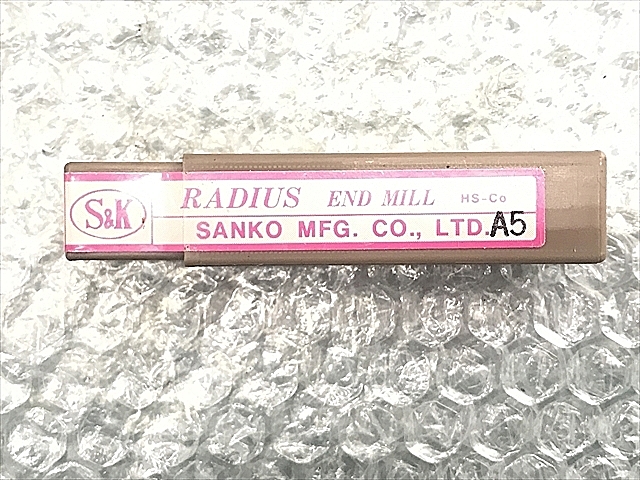 S&K
RADIUS END MILL HS-Co
SANKO MFG. CO., LTD. A5